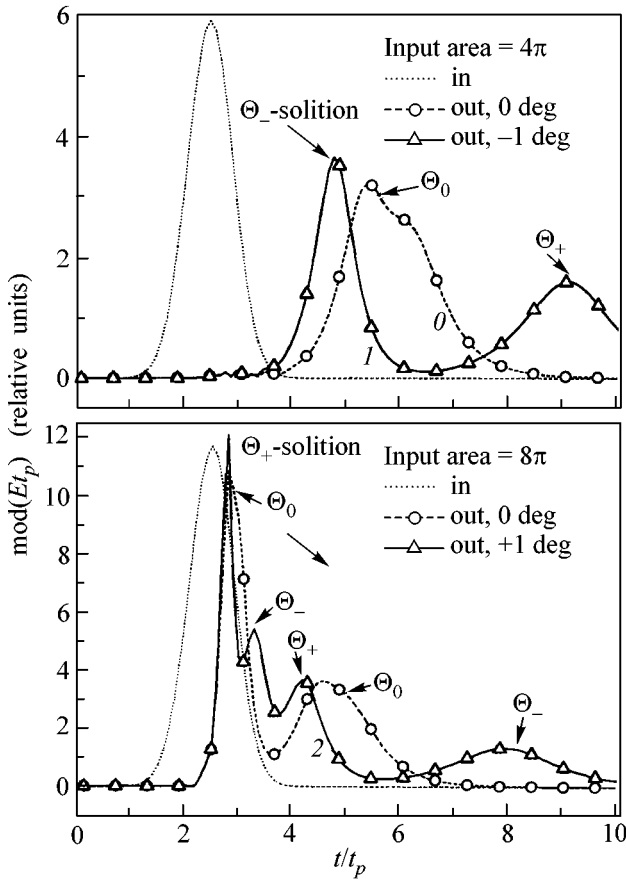 6
4
2
0
Input area = 4π
in
out, 0 deg
out, –1 deg
Θ₋-solition
Θ₀
Θ₊
0
1
mod(Etₚ) (relative units)
12
10
8
6
4
2
0
Θ₊-solition
Input area = 8π
in
out, 0 deg
out, +1 deg
Θ₀
Θ₋
Θ₊
Θ₀
Θ₋
2
0
2
4
6
8
10
t/tₚ